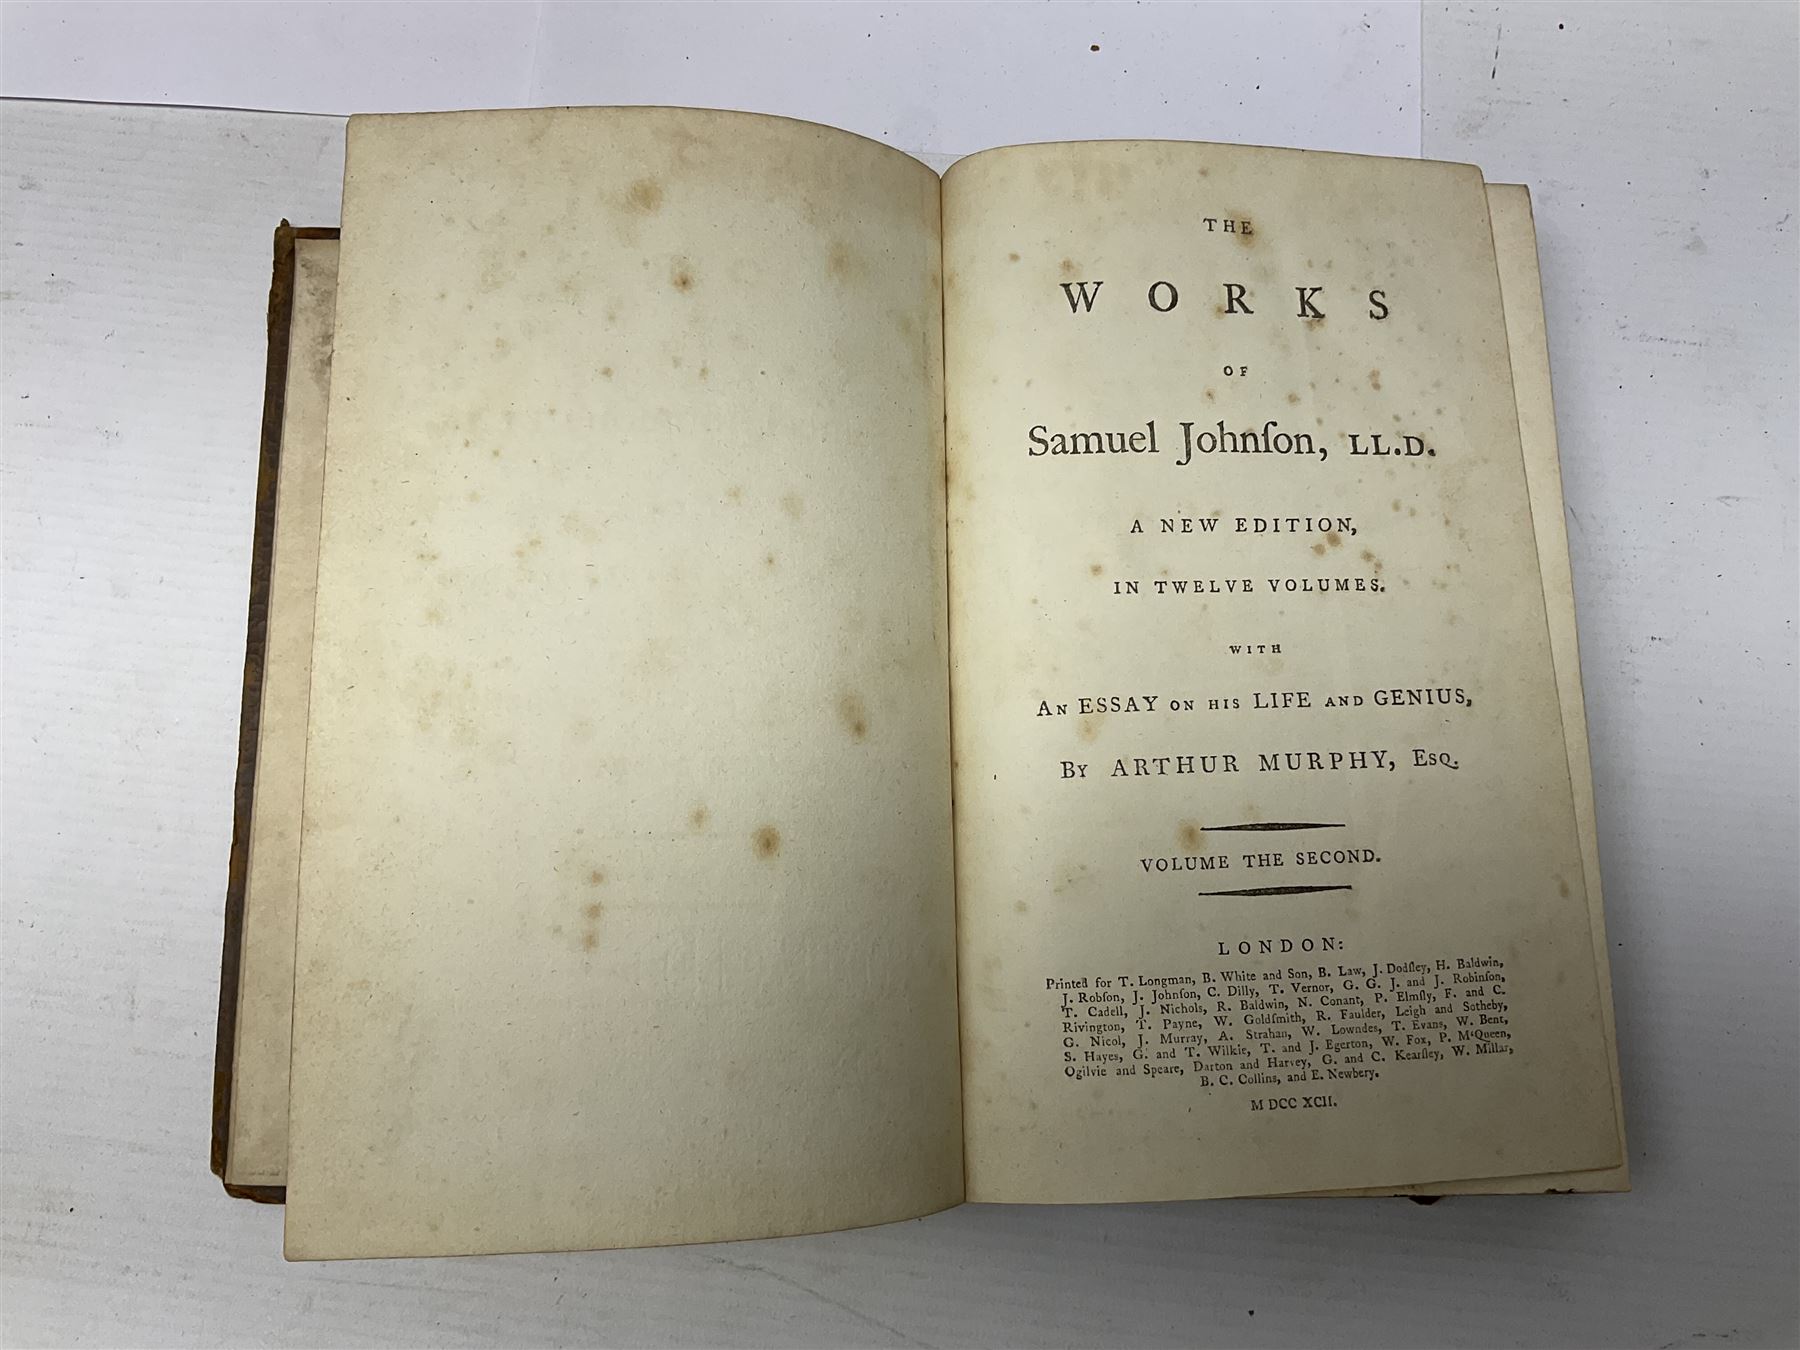 THE
WORKS
OF
Samuel Johnſon, LL.D.
A NEW EDITION,
IN TWELVE VOLUMES.
WITH
AN ESSAY ON HIS LIFE AND GENIUS,
BY ARTHUR MURPHY, ESQ.
VOLUME THE SECOND.
LONDON:
Printed for T. Longman, B. White and Son, B. Law, J. Dodſley, H. Baldwin,
J. Robſon, J. Johnſon, C. Dilly, T. Vernor, G. G. J. and J. Robinſon,
T. Cadell, J. Nichols, R. Baldwin, N. Conant, P. Elmſly, F. and C.
Rivington, T. Payne, W. Goldſmith, R. Faulder, Leigh and Sotheby,
G. Nicol, J. Murray, A. Strahan, W. Lowndes, T. Evans, W. Bent,
S. Hayes, G. and T. Wilkie, T. and J. Egerton, W. Fox, P. M'Queen,
Ogilvie and Speare, Darton and Harvey, G. and C. Kearſley, W. Millar,
B. C. Collins, and E. Newbery.
M DCC XCII.